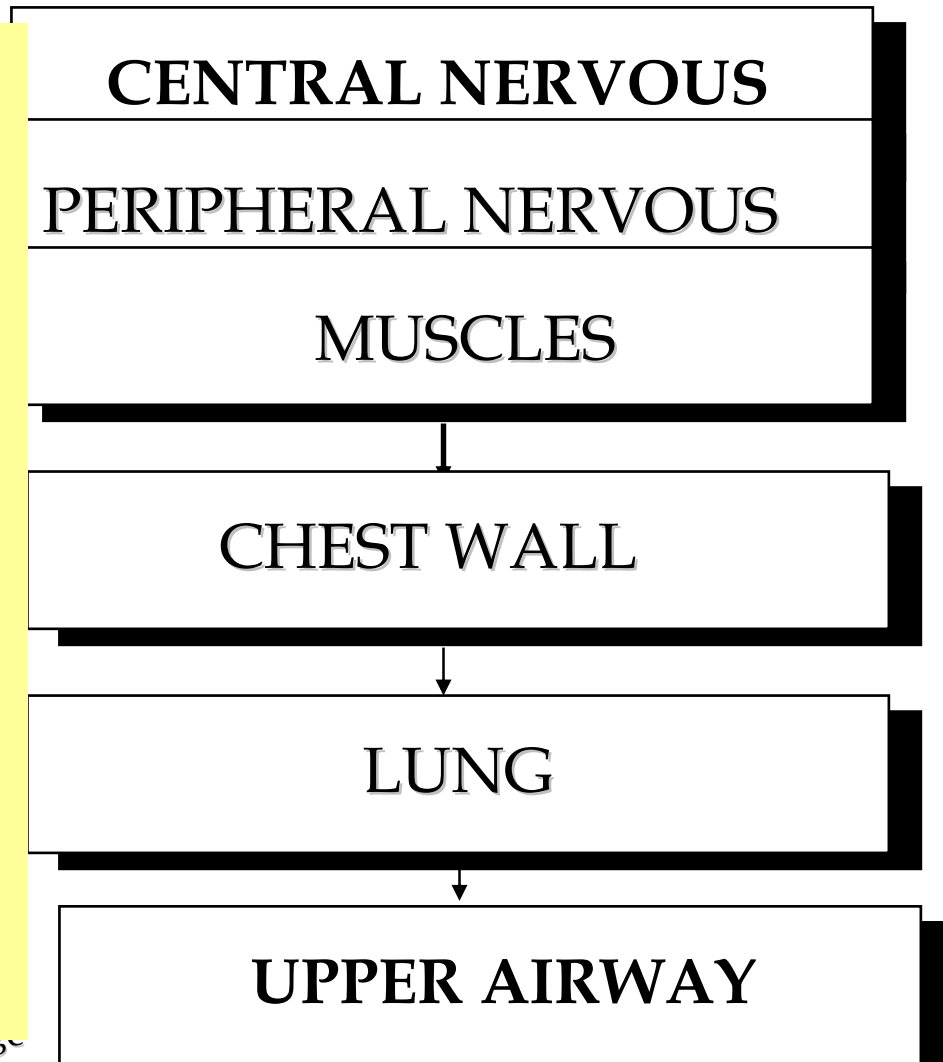 CENTRAL NERVOUS
PERIPHERAL NERVOUS
MUSCLES
CHEST WALL
LUNG
UPPER AIRWAY